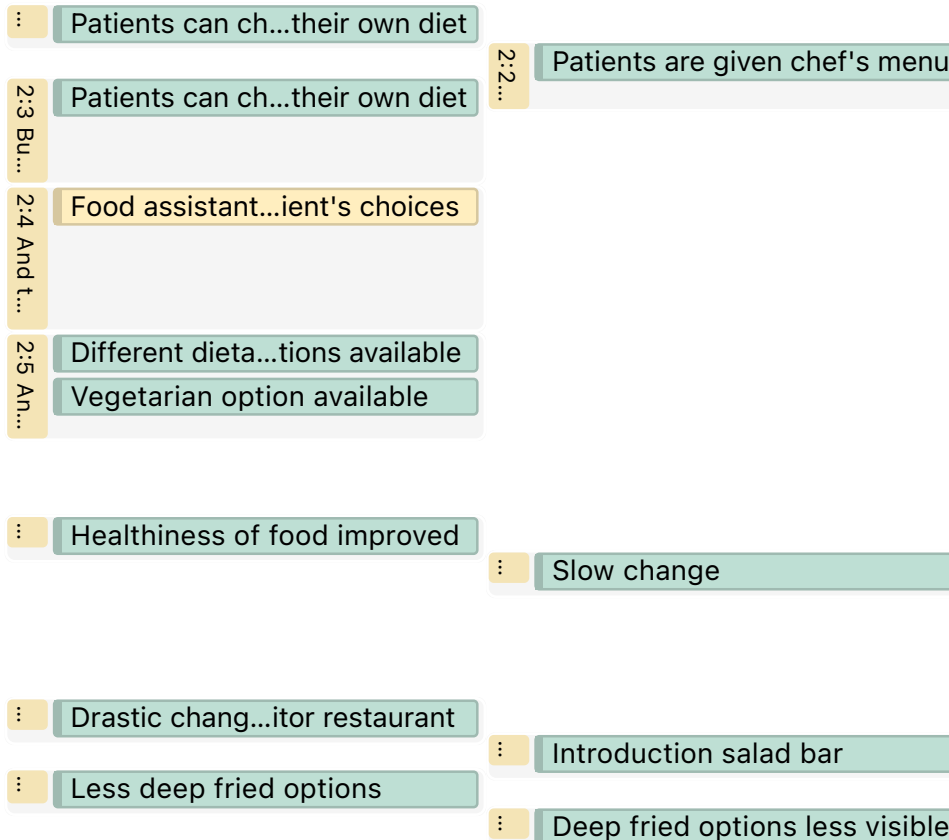 ⋮
Patients can ch...their own diet
2:2...
Patients are given chef's menu
2:3 Bu...
Patients can ch...their own diet
2:4 And t...
Food assistant...ient's choices
2:5 An...
Different dieta...tions available
Vegetarian option available
⋮
Healthiness of food improved
⋮
Slow change
⋮
Drastic chang...itor restaurant
⋮
Introduction salad bar
⋮
Less deep fried options
⋮
Deep fried options less visible